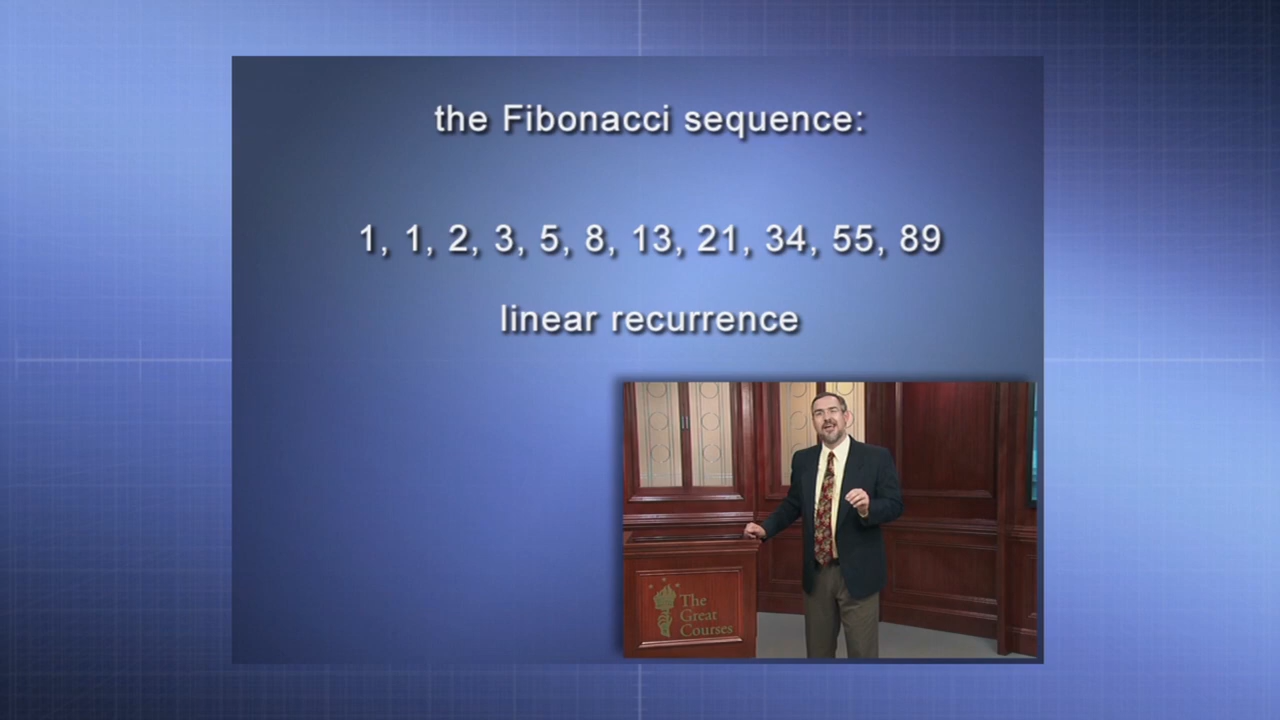 the Fibonacci sequence:
1, 1, 2, 3, 5, 8, 13, 21, 34, 55, 89
linear recurrence
The
Great
Courses